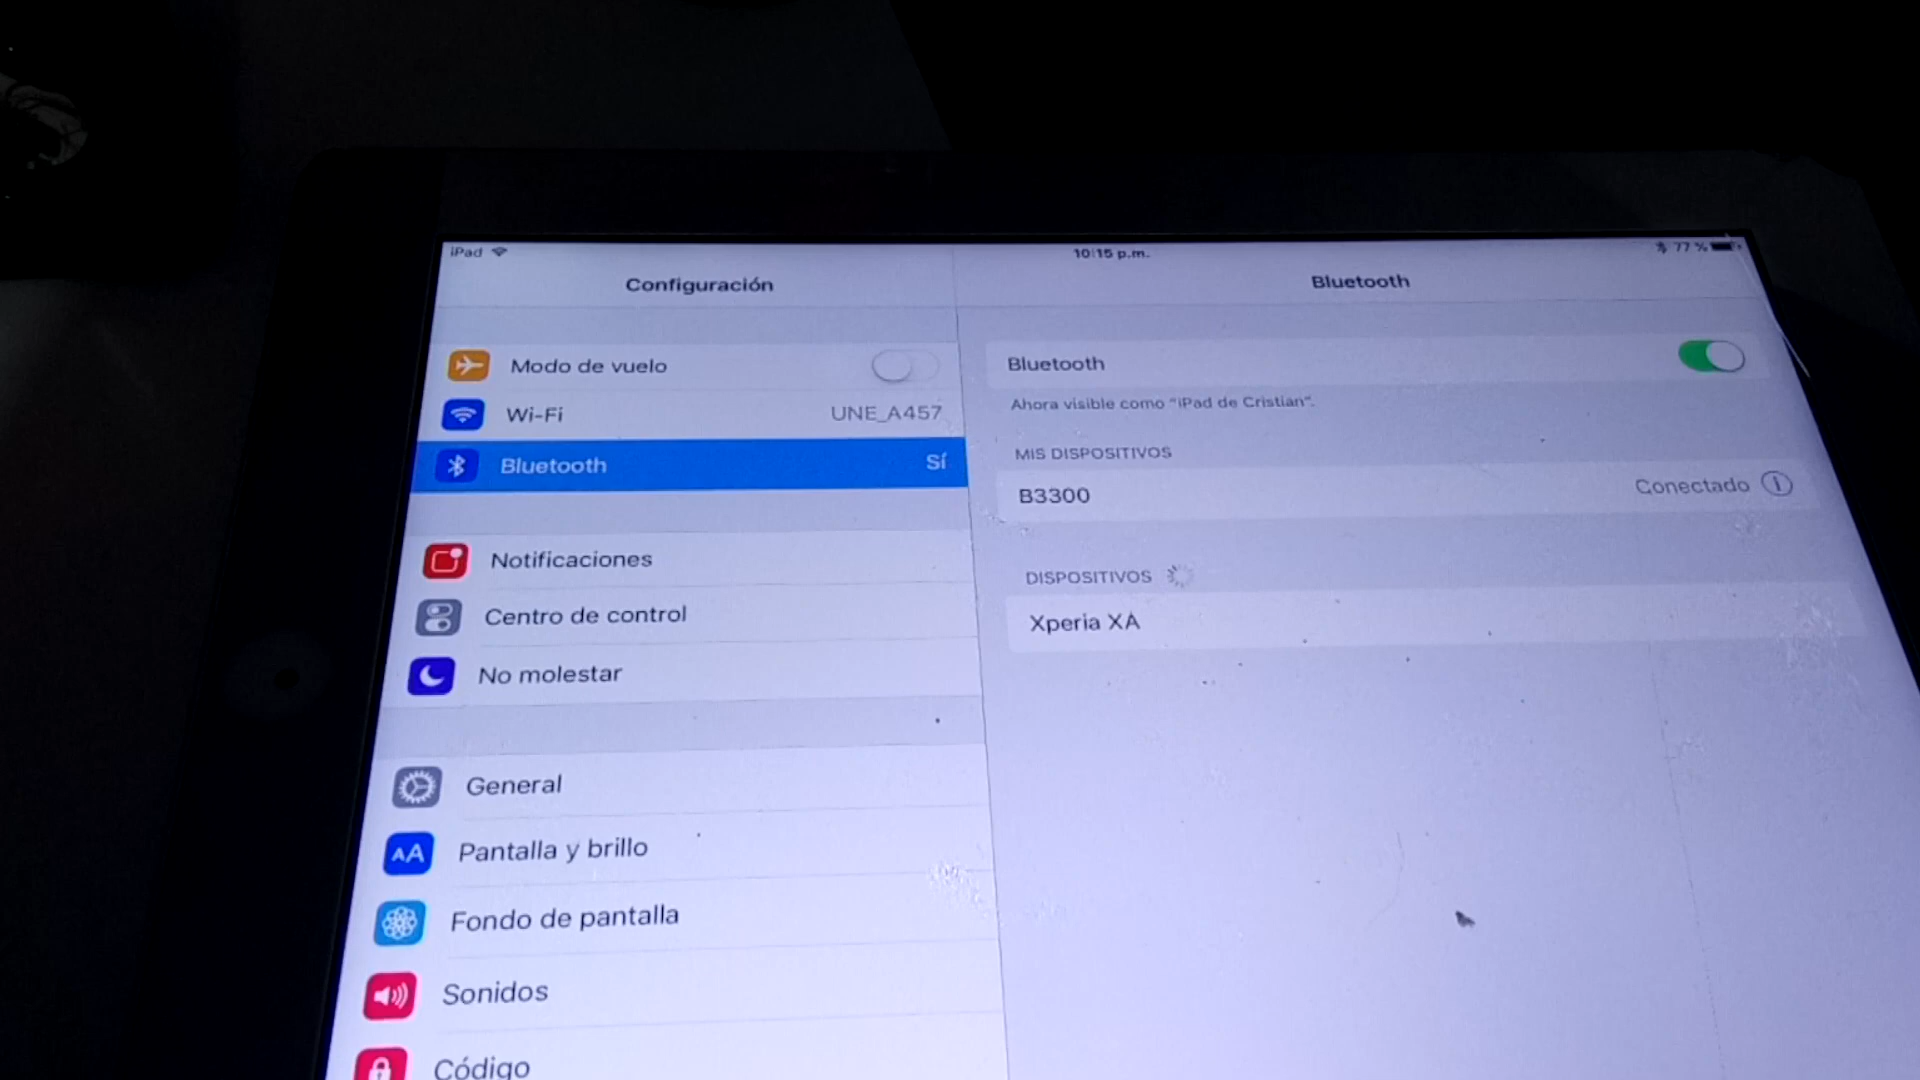 iPad
10:15 p.m.
77 %
Configuración
Bluetooth
Modo de vuelo
Wi-Fi
UNE_A457
Bluetooth
Sí
Notificaciones
Centro de control
No molestar
General
AA
Pantalla y brillo
Fondo de pantalla
Sonidos
Código
Bluetooth
Ahora visible como "iPad de Cristian".
MIS DISPOSITIVOS
B3300
Conectado
DISPOSITIVOS
Xperia XA